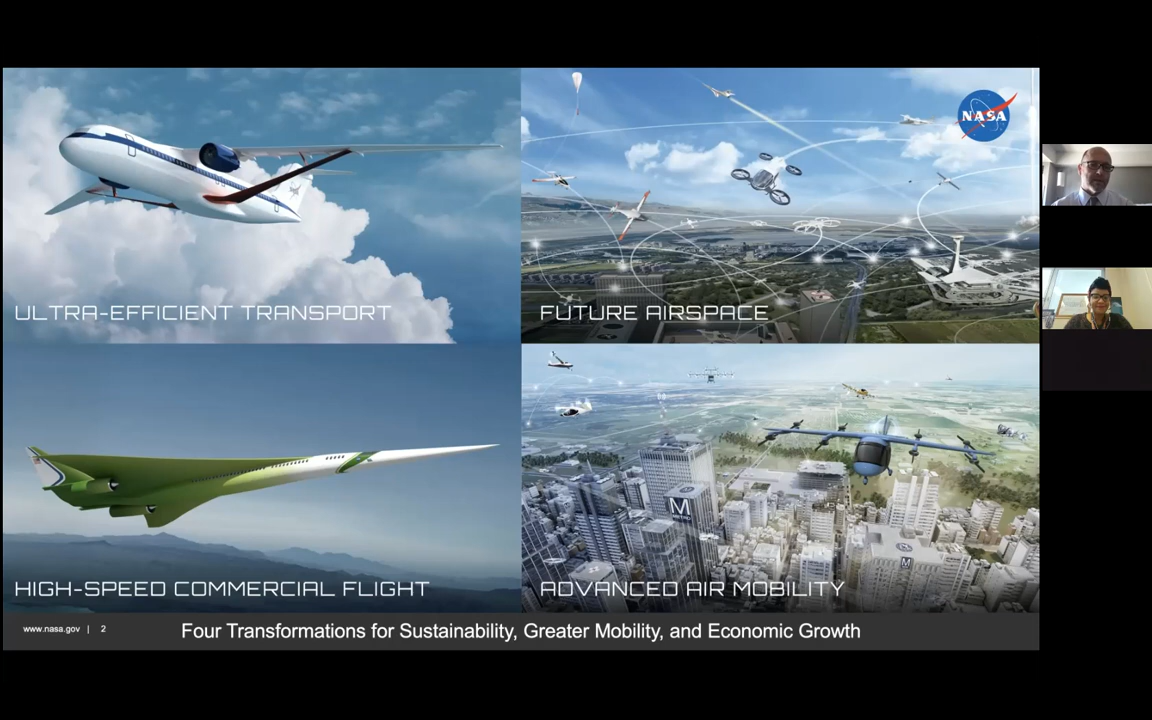 NASA
ULTRA-EFFICIENT TRANSPORT
FUTURE AIRSPACE
M
METRO
M
HIGH-SPEED COMMERCIAL FLIGHT
ADVANCED AIR MOBILITY
www.nasa.gov | 2
Four Transformations for Sustainability, Greater Mobility, and Economic Growth